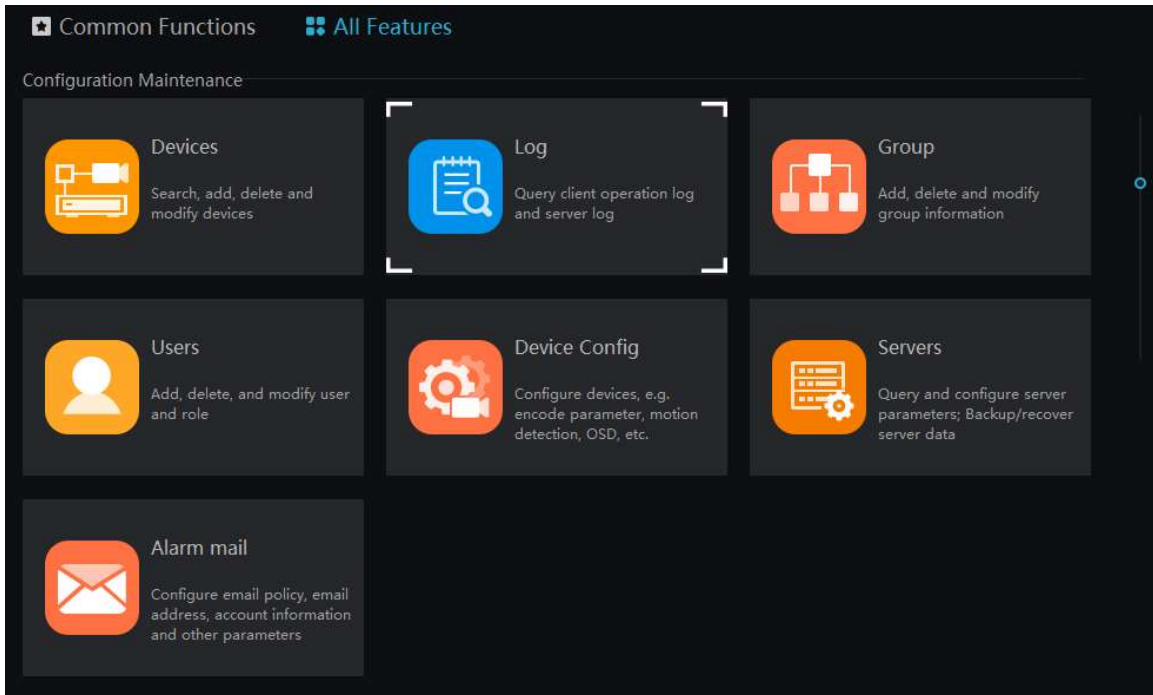 Common Functions
All Features
Configuration Maintenance
Devices
Search, add, delete and
modify devices
Log
Query client operation log
and server log
Group
Add, delete and modify
group information
Users
Add, delete, and modify user
and role
Device Config
Configure devices, e.g.
encode parameter, motion
detection, OSD, etc.
Servers
Query and configure server
parameters; Backup/recover
server data
Alarm mail
Configure email policy, email
address, account information
and other parameters